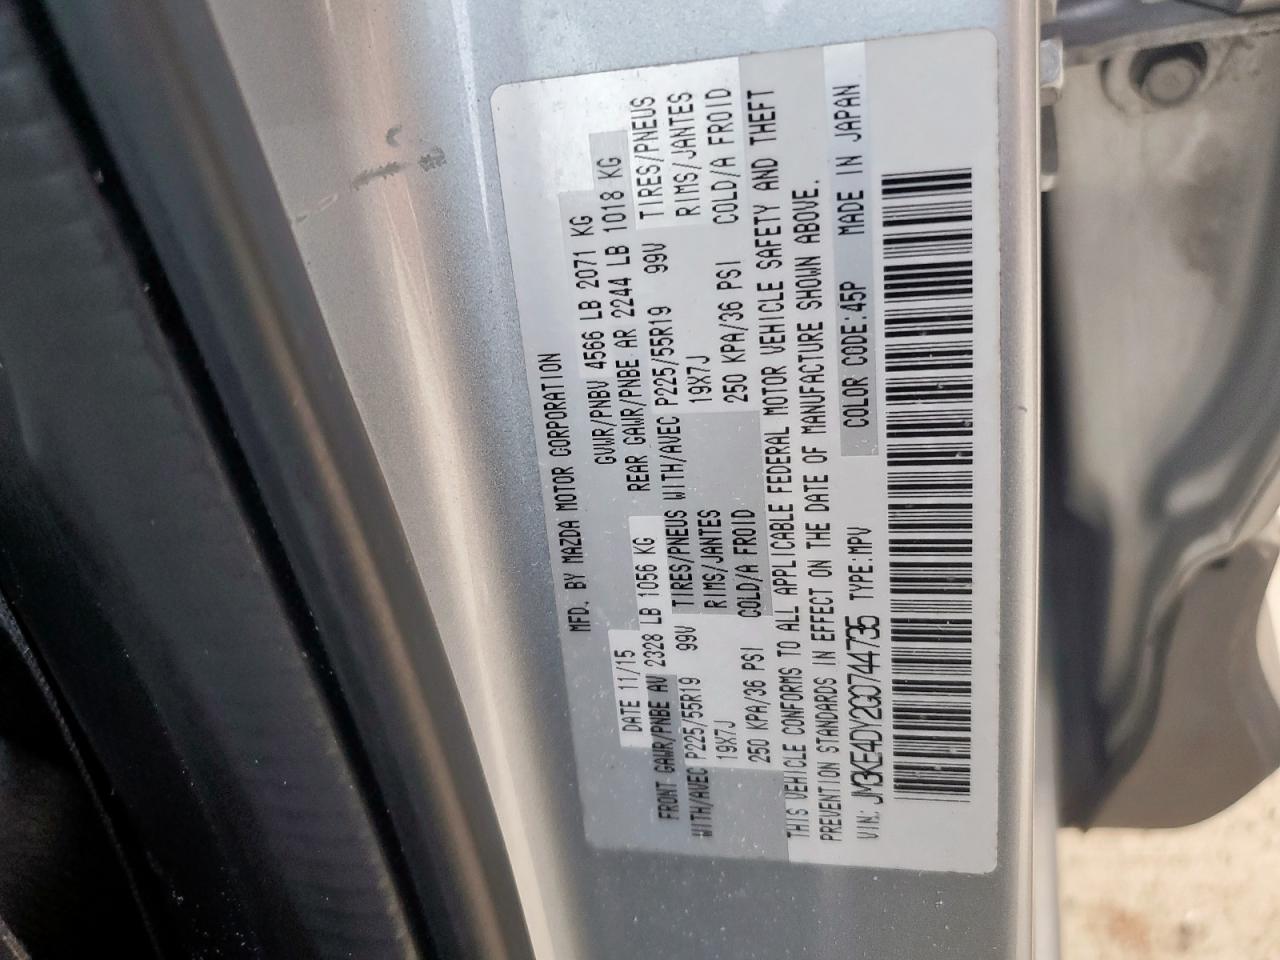 MFD. BY MAZDA MOTOR CORPORATION
DATE 11/15 GVWR/PNBV 4566 LB 2071 KG
FRONT GAWR/PNBE AV 2328 LB 1056 KG REAR GAWR/PNBE AR 2244 LB 1018 KG
WITH/AVEC P225/55R19 99V TIRES/PNEUS WITH/AVEC P225/55R19 99V TIRES/PNEUS
19X7J RIMS/JANTES 19X7J RIMS/JANTES
250 KPA/36 PSI COLD/A FROID 250 KPA/36 PSI COLD/A FROID
THIS VEHICLE CONFORMS TO ALL APPLICABLE FEDERAL MOTOR VEHICLE SAFETY AND THEFT
PREVENTION STANDARDS IN EFFECT ON THE DATE OF MANUFACTURE SHOWN ABOVE.
VIN: JM3KE4DY2G0744735 TYPE:MPV COLOR CODE:45P MADE IN JAPAN